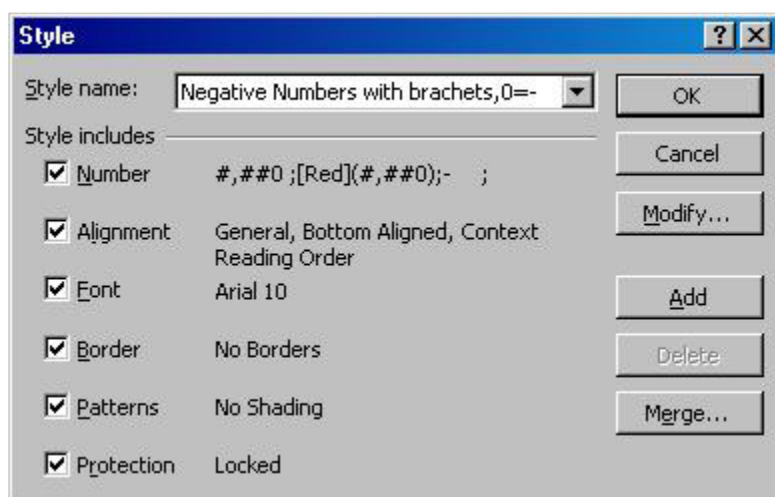 Style
Style name: Negative Numbers with brachets,0=-
OK
Style includes
Cancel
Number #,##0 ;[Red](#,##0);- ;
Modify...
Alignment General, Bottom Aligned, Context
Reading Order
Font Arial 10
Add
Border No Borders
Delete
Patterns No Shading
Merge...
Protection Locked